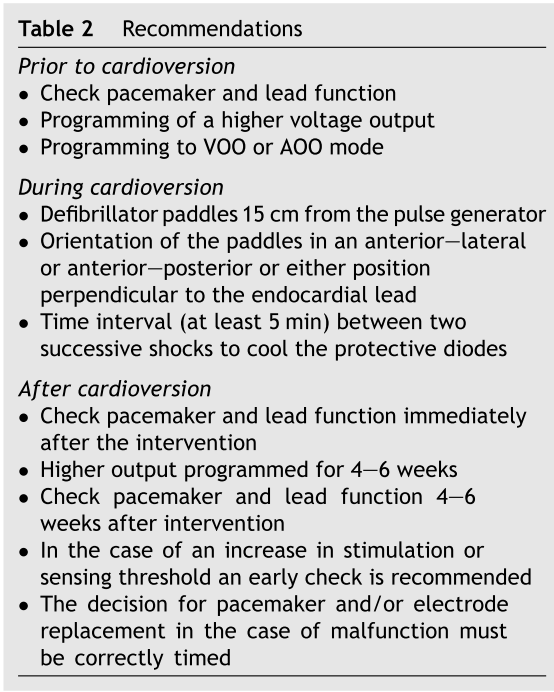 Table 2 Recommendations
Prior to cardioversion
• Check pacemaker and lead function
• Programming of a higher voltage output
• Programming to VOO or AOO mode
During cardioversion
• Defibrillator paddles 15 cm from the pulse generator
• Orientation of the paddles in an anterior—lateral
or anterior—posterior or either position
perpendicular to the endocardial lead
• Time interval (at least 5 min) between two
successive shocks to cool the protective diodes
After cardioversion
• Check pacemaker and lead function immediately
after the intervention
• Higher output programmed for 4—6 weeks
• Check pacemaker and lead function 4—6
weeks after intervention
• In the case of an increase in stimulation or
sensing threshold an early check is recommended
• The decision for pacemaker and/or electrode
replacement in the case of malfunction must
be correctly timed